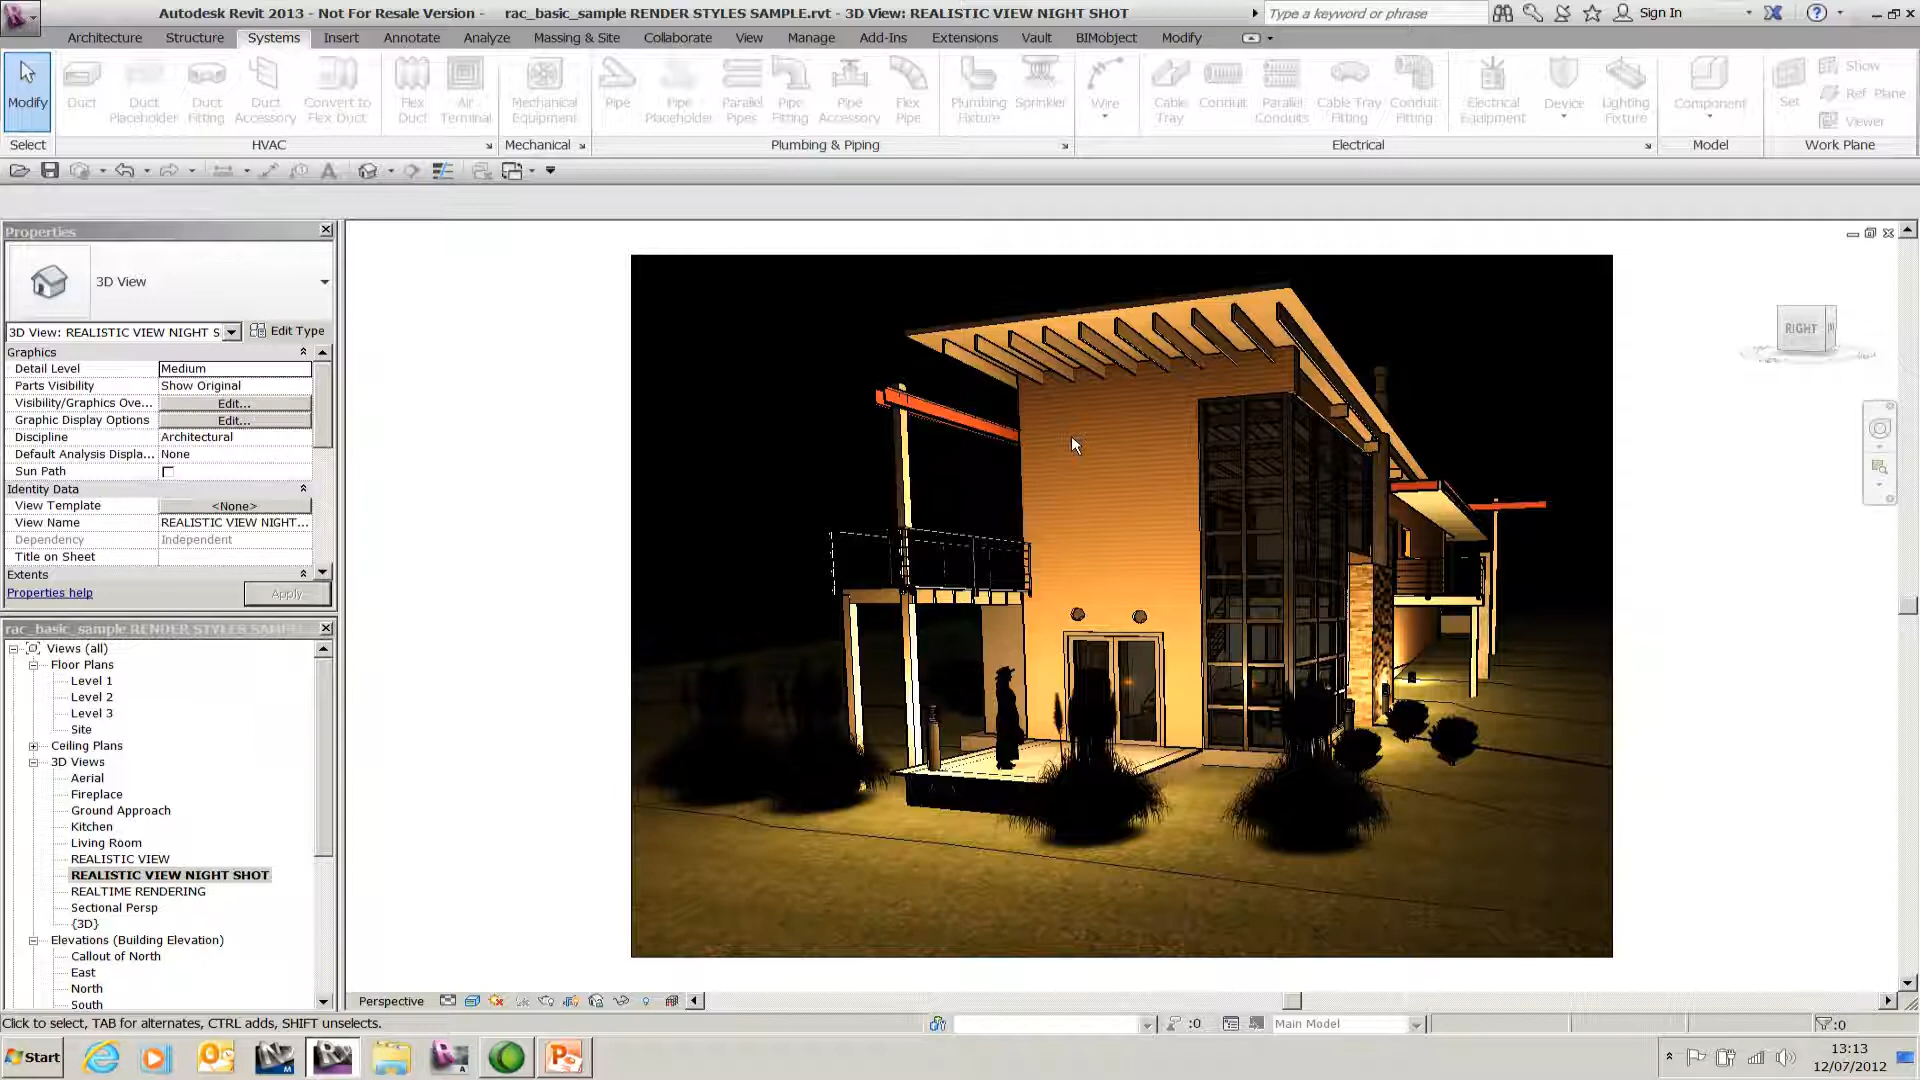 Autodesk Revit 2013 - Not For Resale Version -    rac_basic_sample RENDER STYLES SAMPLE.rvt - 3D View: REALISTIC VIEW NIGHT SHOT
Type a keyword or phrase
Sign In
Architecture Structure Systems Insert Annotate Analyze Massing & Site Collaborate View Manage Add-Ins Extensions Vault BIMobject Modify
Modify
Duct
Duct Placeholder
Duct Fitting
Duct Accessory
Convert to Flex Duct
Flex Duct
Air Terminal
Mechanical Equipment
Pipe
Pipe Placeholder
Parallel Pipes
Pipe Fitting
Pipe Accessory
Flex Pipe
Plumbing Fixture
Sprinkler
Wire
Cable Tray
Conduit
Parallel Conduits
Cable Tray Fitting
Conduit Fitting
Electrical Equipment
Device
Lighting Fixture
Component
Set
Show
Ref Plane
Viewer
Select HVAC Mechanical Plumbing & Piping Electrical Model Work Plane
Properties
3D View
3D View: REALISTIC VIEW NIGHT S
Edit Type
Graphics
Detail Level Medium
Parts Visibility Show Original
Visibility/Graphics Ove... Edit...
Graphic Display Options Edit...
Discipline Architectural
Default Analysis Displa... None
Sun Path
Identity Data
View Template <None>
View Name REALISTIC VIEW NIGHT...
Dependency Independent
Title on Sheet
Extents
Properties help
Apply
rac_basic_sample RENDER STYLES SAMPL
Views (all)
Floor Plans
Level 1
Level 2
Level 3
Site
Ceiling Plans
3D Views
Aerial
Fireplace
Ground Approach
Kitchen
Living Room
REALISTIC VIEW
REALISTIC VIEW NIGHT SHOT
REALTIME RENDERING
Sectional Persp
{3D}
Elevations (Building Elevation)
Callout of North
East
North
South
RIGHT
Perspective
Click to select, TAB for alternates, CTRL adds, SHIFT unselects.
:0
Main Model
:0
Start
13:13
12/07/2012